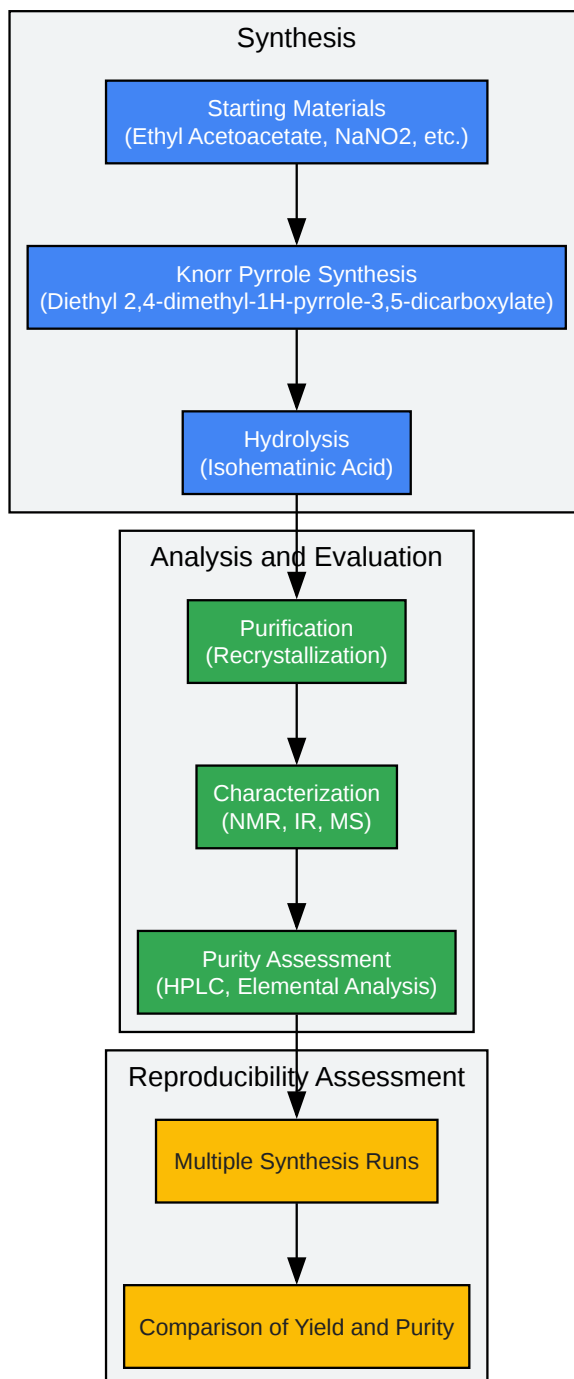 Synthesis
Starting Materials
(Ethyl Acetoacetate, NaNO2, etc.)
Knorr Pyrrole Synthesis
(Diethyl 2,4-dimethyl-1H-pyrrole-3,5-dicarboxylate)
Hydrolysis
(Isohematinic Acid)
Analysis and Evaluation
Purification
(Recrystallization)
Characterization
(NMR, IR, MS)
Purity Assessment
(HPLC, Elemental Analysis)
Reproducibility Assessment
Multiple Synthesis Runs
Comparison of Yield and Purity